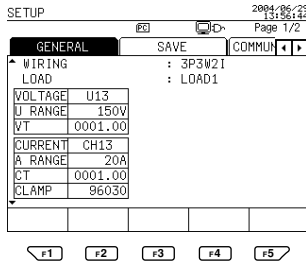 SETUP 2004/06/29
13:56:44
PC Page 1/2
GENERAL SAVE COMMUN
WIRING : 3P3W2I
LOAD : LOAD1
VOLTAGE U13
U RANGE 150V
VT 0001.00
CURRENT CH13
A RANGE 20A
CT 0001.00
CLAMP 96030
F1 F2 F3 F4 F5